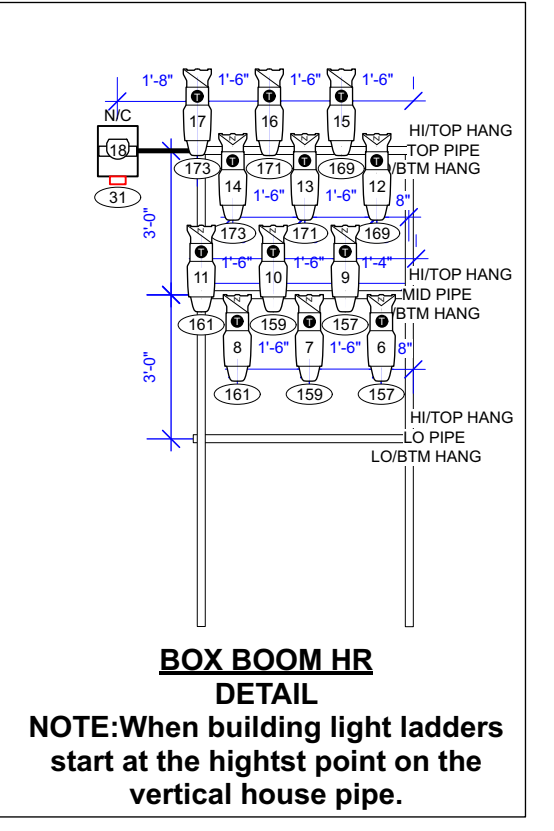 1'-8" 1'-6" 1'-6" 1'-6"
N/C
17 16 15
T T T
HI/TOP HANG
18
TOP PIPE
173 171 169 /BTM HANG
T T T
31
14 13 12
3'-0"
1'-6" 1'-6" 8"
173 171 169
T T T
1'-6" 1'-6" 1'-4"
11 10 9
HI/TOP HANG
MID PIPE
161 159 157 /BTM HANG
T T T
8 7 6
1'-6" 1'-6" 8"
3'-0"
161 159 157
HI/TOP HANG
LO PIPE
LO/BTM HANG
BOX BOOM HR
DETAIL
NOTE:When building light ladders
start at the hightst point on the
vertical house pipe.